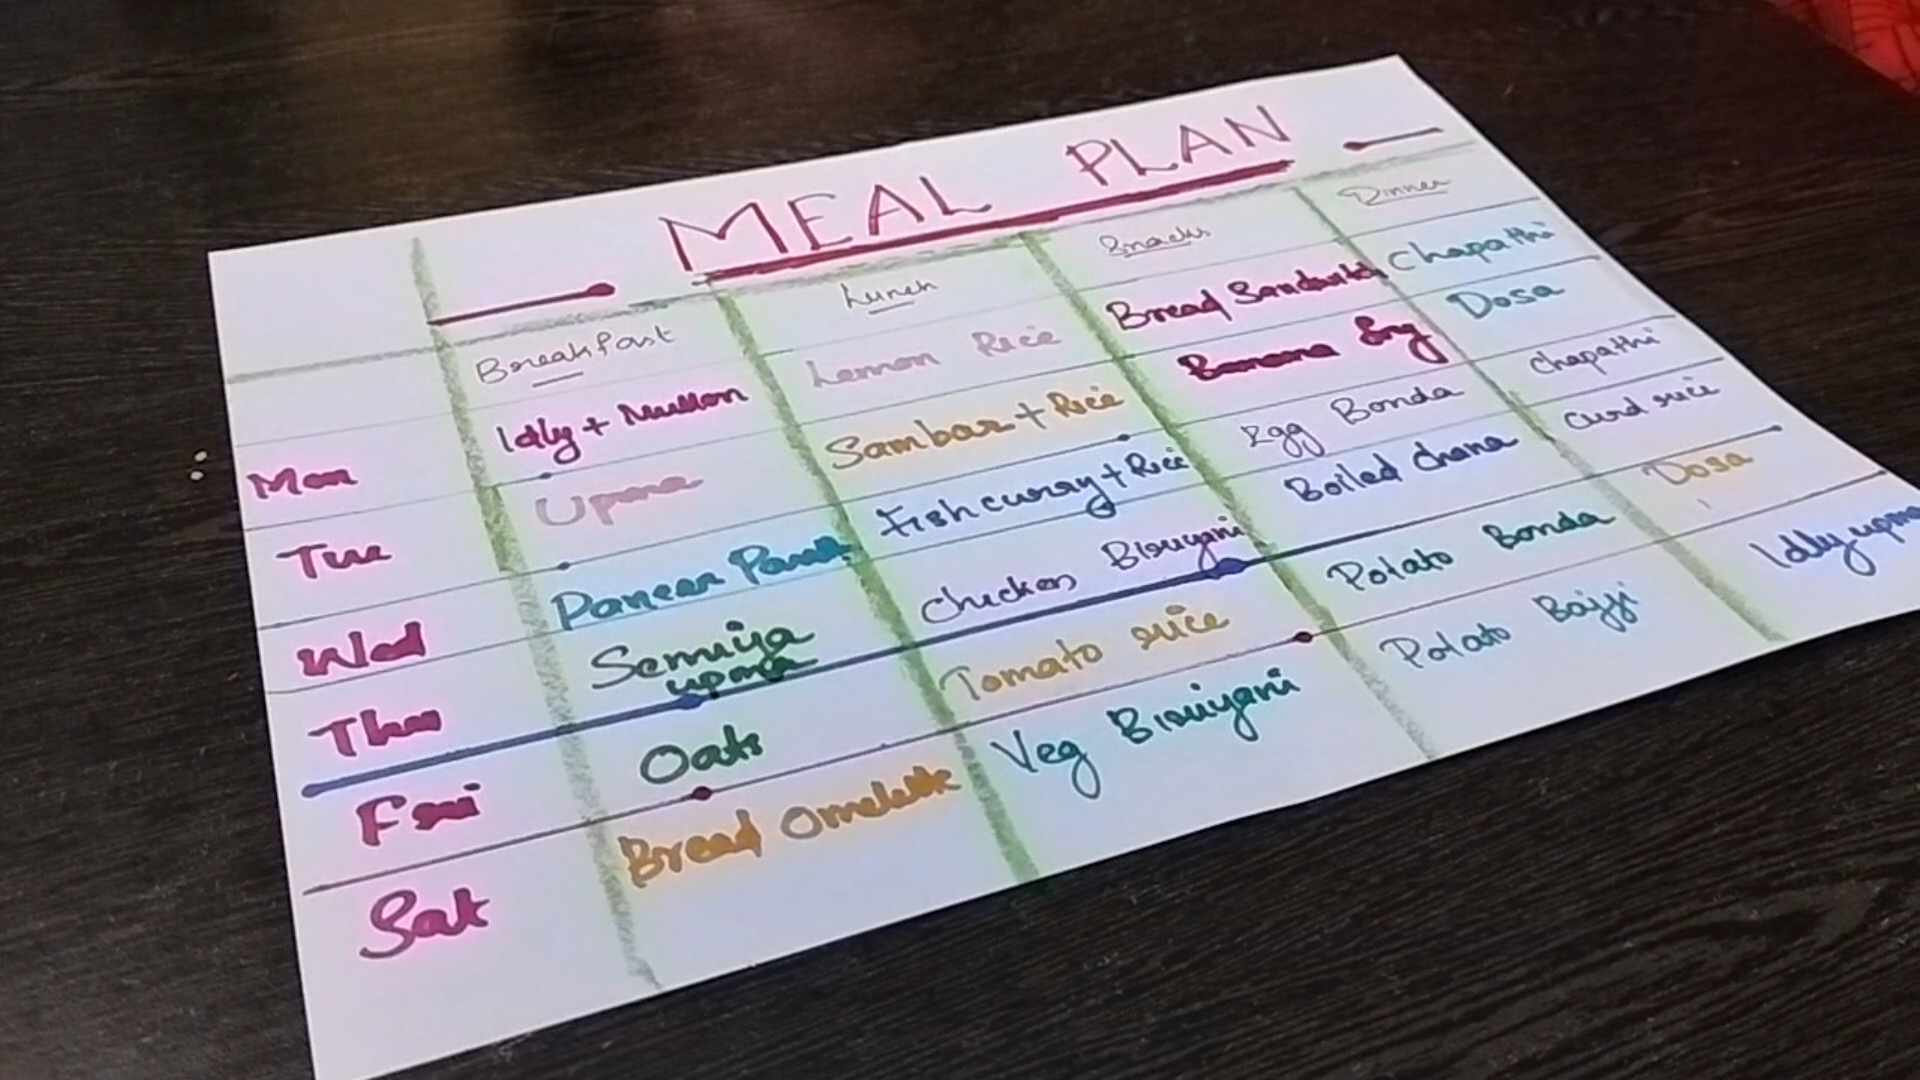 MEAL PLAN
Breakfast Lunch Snacks Dinner
Mon Idly + Mutton Lemon Rice Bread Sandwitch Chapathi
Tue Upma Sambar + Rice Banana Dosa
Wed Paneer Fish curry + Rice Egg Bonda chapathi
Thu Semiya upma Chicken Biriyani Boiled chana Curd rice
Fri Oats Tomato rice Potato Bonda Dosa
Sat Bread Omelette Veg Biriyani Potato Bajji Idly upma